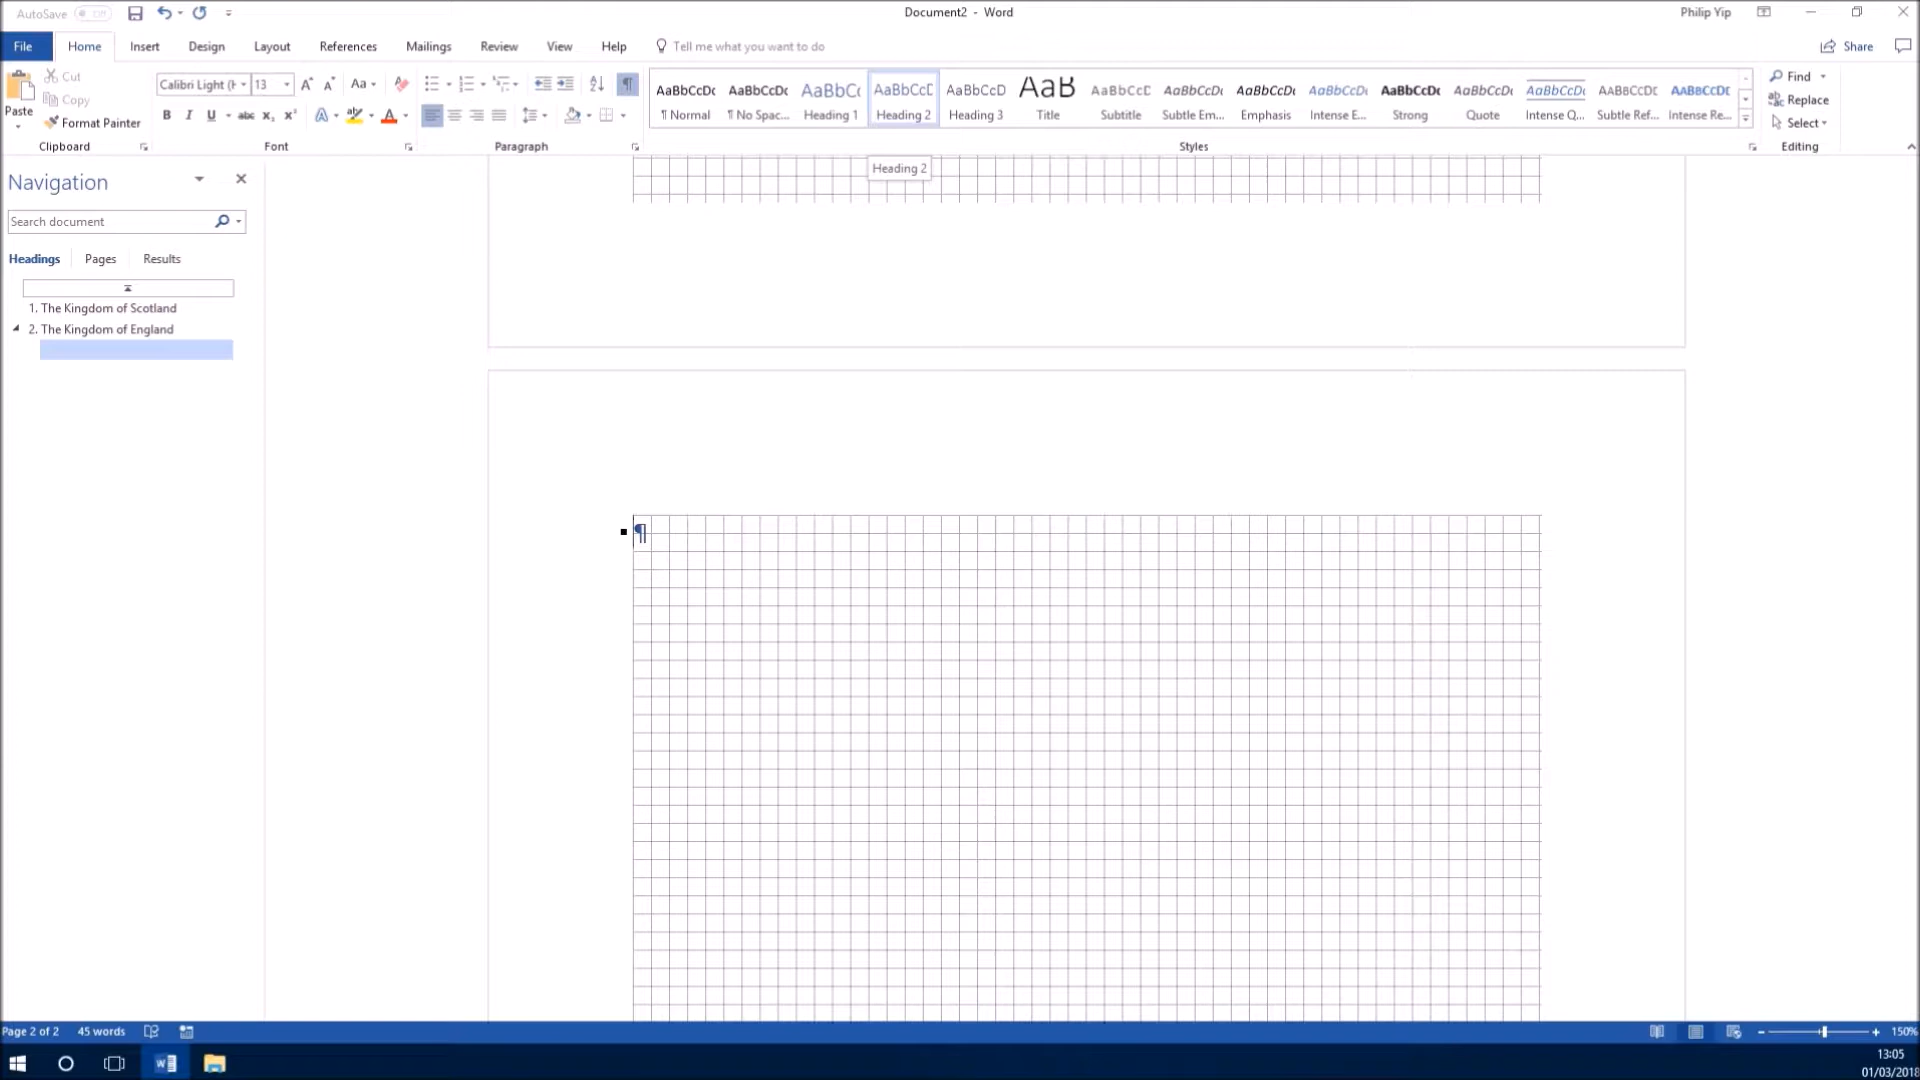 AutoSave Off
Document2 - Word
Philip Yip
File Home Insert Design Layout References Mailings Review View Help Tell me what you want to do Share
Paste
Cut
Copy
Format Painter
Clipboard
Calibri Light (H 13
Aa
B I U abc x₂ x² A ab A
Font
¶
Paragraph
AaBbCcDc AaBbCcDc AaBbCc AaBbCcD AaBbCcD AaB AaBbCcD AaBbCcDc AaBbCcDc AaBbCcDc AaBbCcDc AaBbCcDc AaBbCcDc AABBCCDC AABBCCDC
¶ Normal ¶ No Spac... Heading 1 Heading 2 Heading 3 Title Subtitle Subtle Em... Emphasis Intense E... Strong Quote Intense Q... Subtle Ref... Intense Re...
Styles
Find
Replace
Select
Editing
Heading 2
Navigation
Search document
Headings Pages Results
1. The Kingdom of Scotland
2. The Kingdom of England
¶
Page 2 of 2 45 words
150%
13:05
01/03/2018